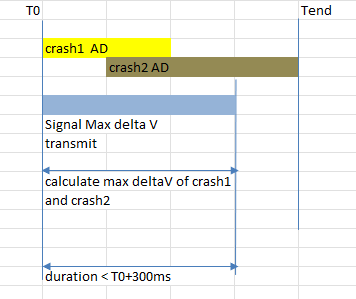 T0 Tend
crash1 AD
crash2 AD
Signal Max delta V
transmit
calculate max deltaV of crash1
and crash2
duration < T0+300ms